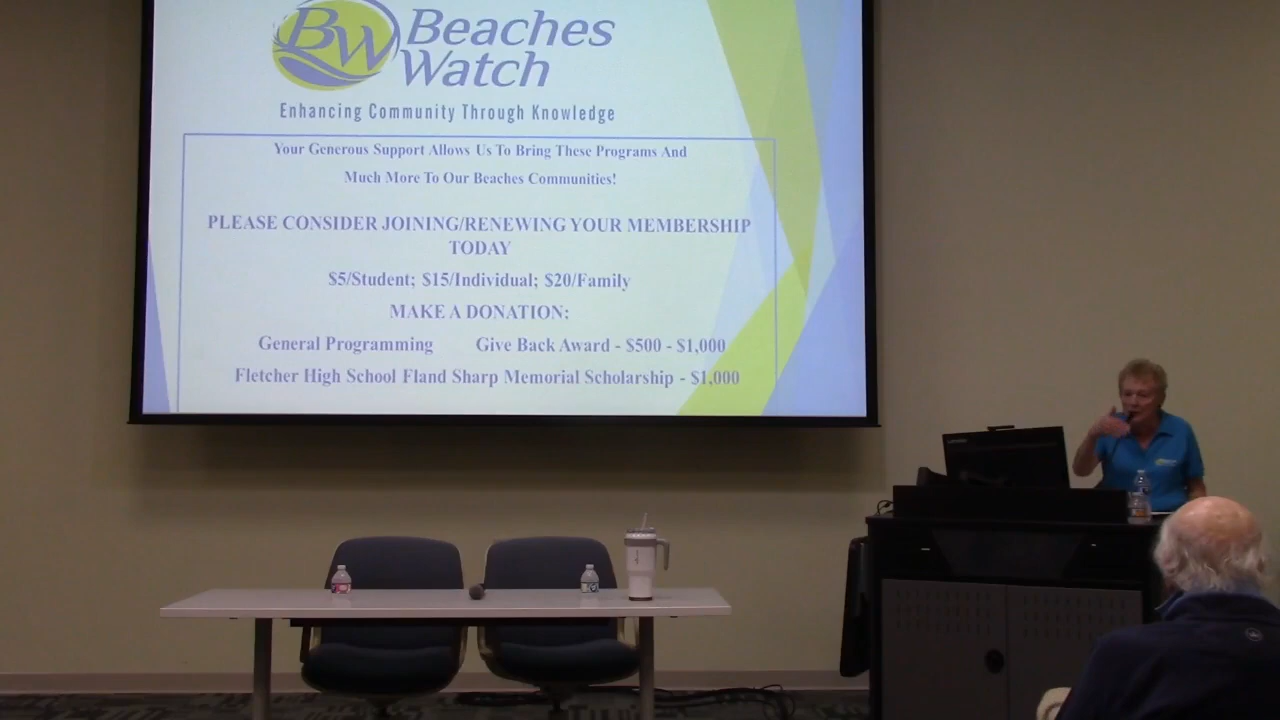 BW
Beaches
Watch
Enhancing Community Through Knowledge
Your Generous Support Allows Us To Bring These Programs And
Much More To Our Beaches Communities!
PLEASE CONSIDER JOINING/RENEWING YOUR MEMBERSHIP
TODAY
$5/Student; $15/Individual; $20/Family
MAKE A DONATION:
General Programming Give Back Award - $500 - $1,000
Fletcher High School Fland Sharp Memorial Scholarship - $1,000